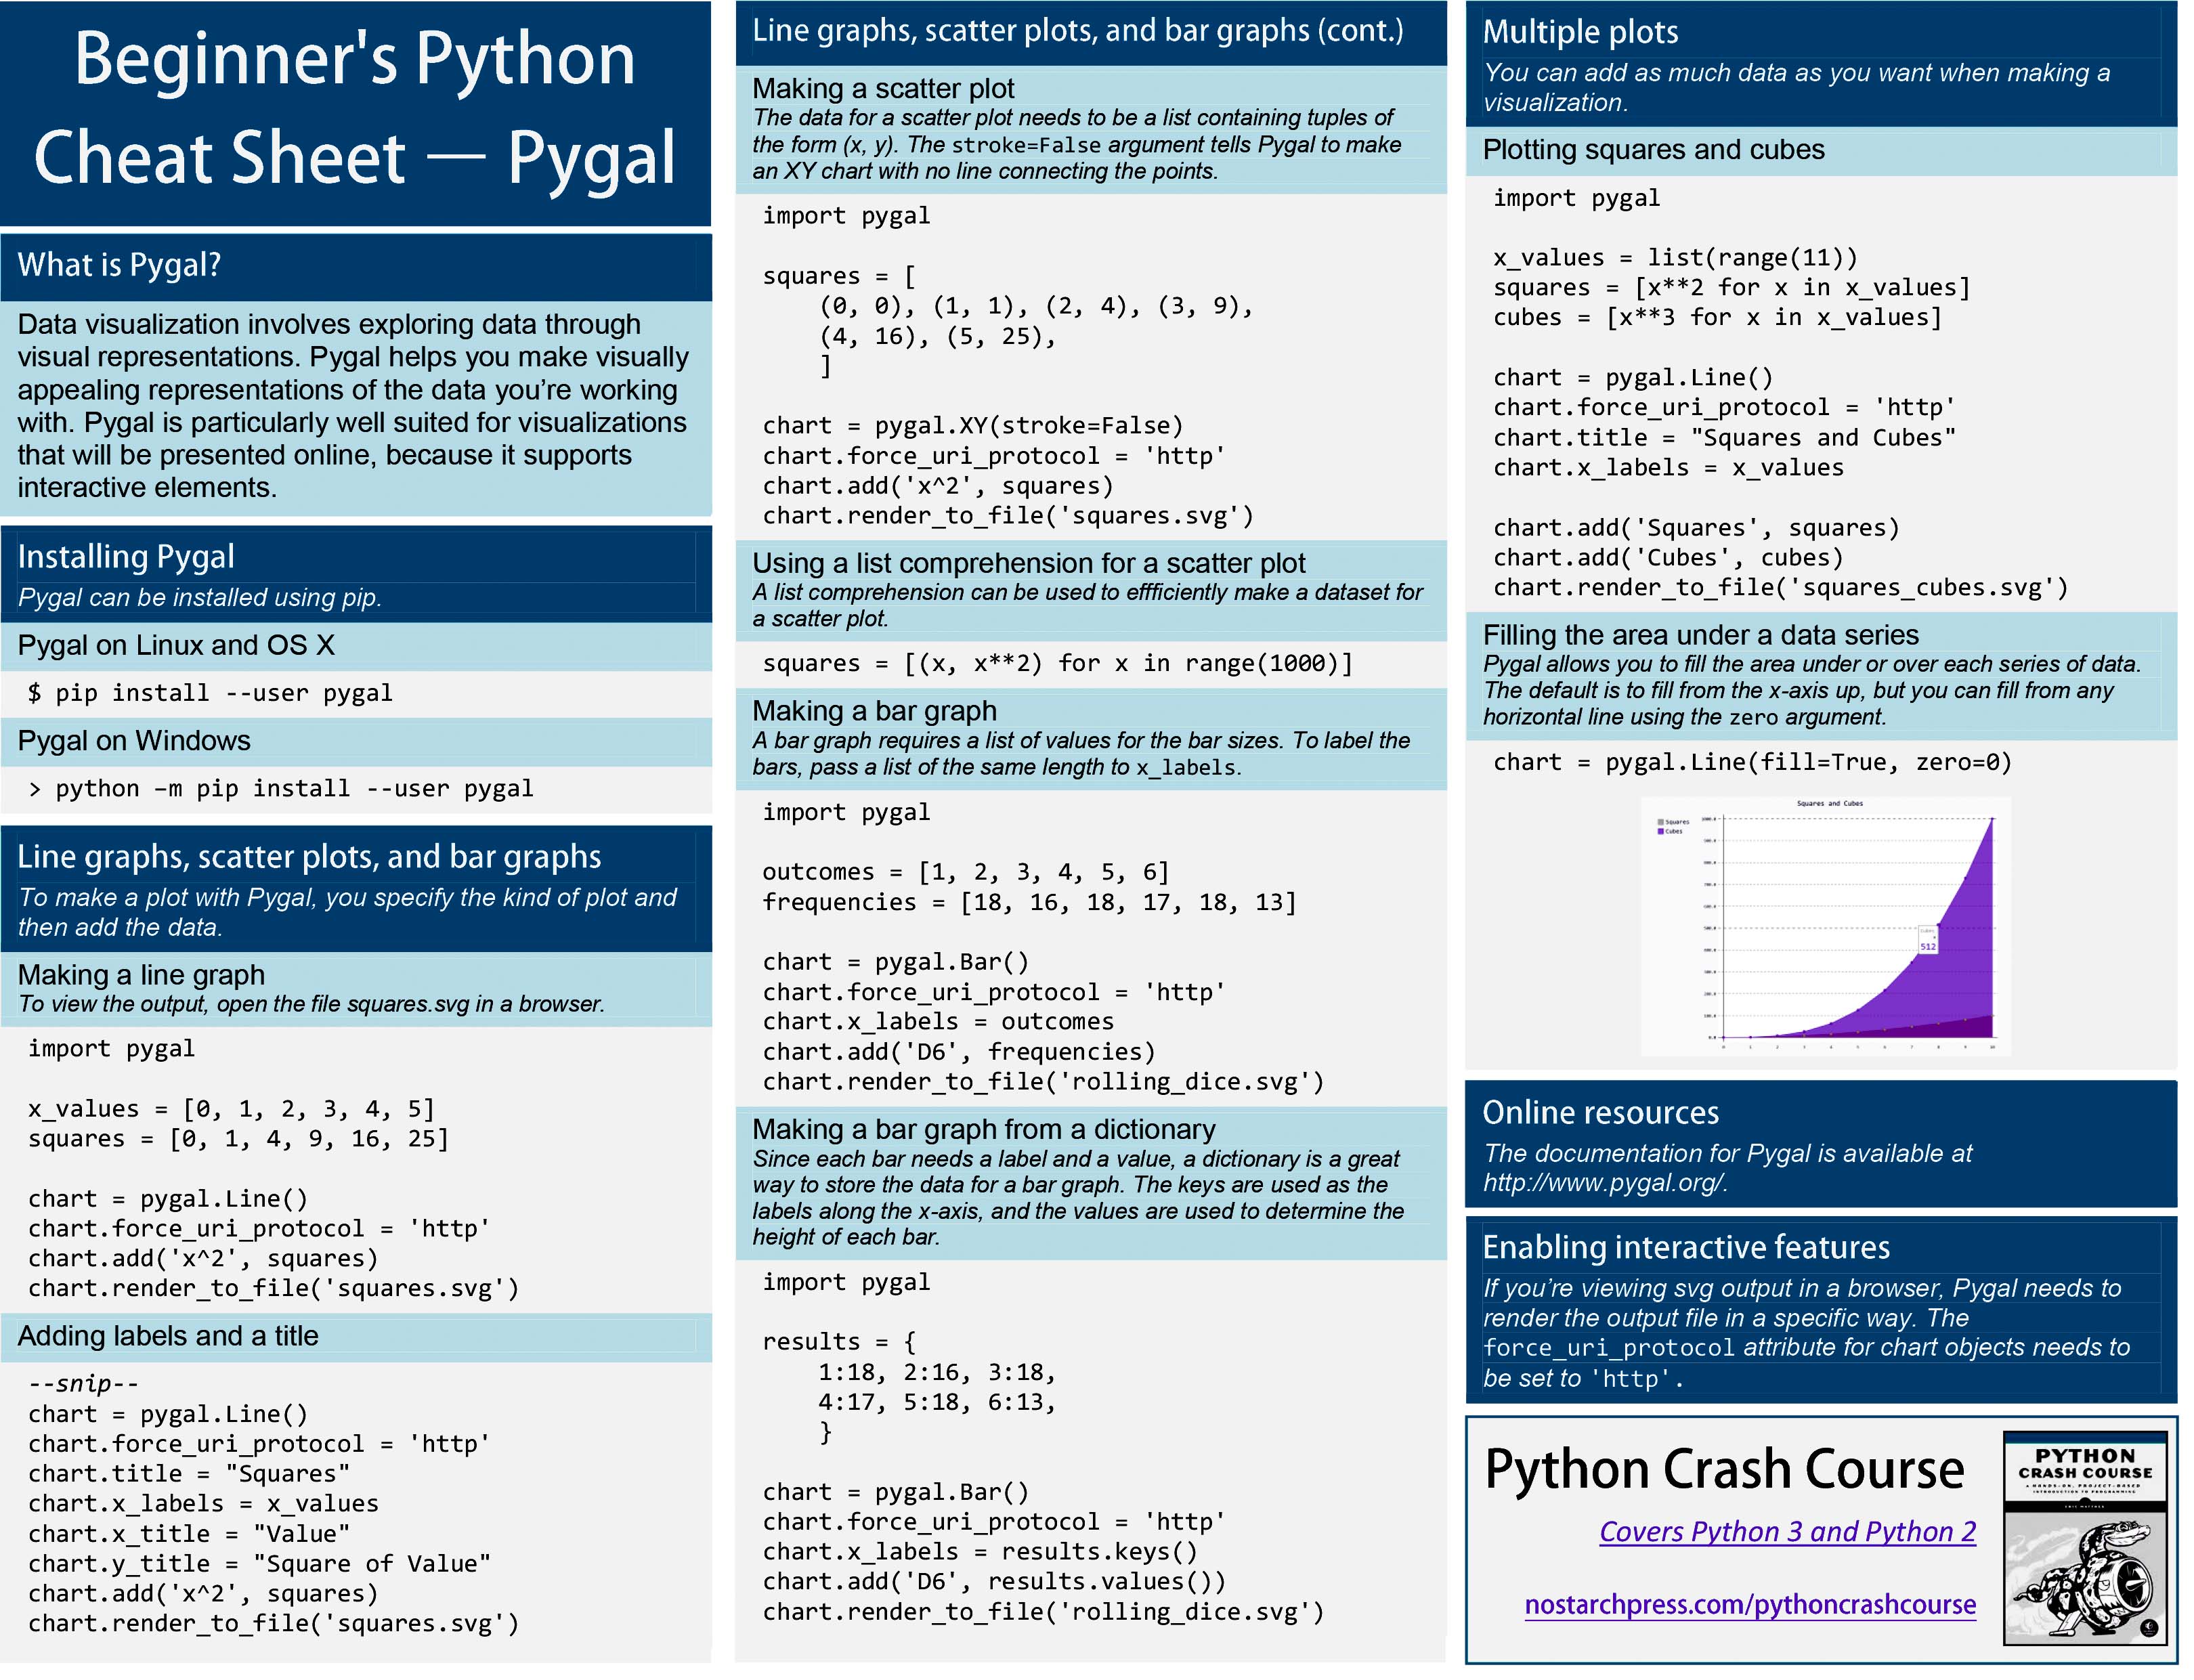 Beginner's Python
Cheat Sheet — Pygal
What is Pygal?
Data visualization involves exploring data through
visual representations. Pygal helps you make visually
appealing representations of the data you’re working
with. Pygal is particularly well suited for visualizations
that will be presented online, because it supports
interactive elements.
Installing Pygal
Pygal can be installed using pip.
Pygal on Linux and OS X
$ pip install --user pygal
Pygal on Windows
> python –m pip install --user pygal
Line graphs, scatter plots, and bar graphs
To make a plot with Pygal, you specify the kind of plot and
then add the data.
Making a line graph
To view the output, open the file squares.svg in a browser.
import pygal
x_values = [0, 1, 2, 3, 4, 5]
squares = [0, 1, 4, 9, 16, 25]
chart = pygal.Line()
chart.force_uri_protocol = 'http'
chart.add('x^2', squares)
chart.render_to_file('squares.svg')
Adding labels and a title
--snip--
chart = pygal.Line()
chart.force_uri_protocol = 'http'
chart.title = "Squares"
chart.x_labels = x_values
chart.x_title = "Value"
chart.y_title = "Square of Value"
chart.add('x^2', squares)
chart.render_to_file('squares.svg')
Line graphs, scatter plots, and bar graphs (cont.)
Making a scatter plot
The data for a scatter plot needs to be a list containing tuples of
the form (x, y). The stroke=False argument tells Pygal to make
an XY chart with no line connecting the points.
import pygal
squares = [
    (0, 0), (1, 1), (2, 4), (3, 9),
    (4, 16), (5, 25),
    ]
chart = pygal.XY(stroke=False)
chart.force_uri_protocol = 'http'
chart.add('x^2', squares)
chart.render_to_file('squares.svg')
Using a list comprehension for a scatter plot
A list comprehension can be used to effficiently make a dataset for
a scatter plot.
squares = [(x, x**2) for x in range(1000)]
Making a bar graph
A bar graph requires a list of values for the bar sizes. To label the
bars, pass a list of the same length to x_labels.
import pygal
outcomes = [1, 2, 3, 4, 5, 6]
frequencies = [18, 16, 18, 17, 18, 13]
chart = pygal.Bar()
chart.force_uri_protocol = 'http'
chart.x_labels = outcomes
chart.add('D6', frequencies)
chart.render_to_file('rolling_dice.svg')
Making a bar graph from a dictionary
Since each bar needs a label and a value, a dictionary is a great
way to store the data for a bar graph. The keys are used as the
labels along the x-axis, and the values are used to determine the
height of each bar.
import pygal
results = {
    1:18, 2:16, 3:18,
    4:17, 5:18, 6:13,
    }
chart = pygal.Bar()
chart.force_uri_protocol = 'http'
chart.x_labels = results.keys()
chart.add('D6', results.values())
chart.render_to_file('rolling_dice.svg')
Multiple plots
You can add as much data as you want when making a
visualization.
Plotting squares and cubes
import pygal
x_values = list(range(11))
squares = [x**2 for x in x_values]
cubes = [x**3 for x in x_values]
chart = pygal.Line()
chart.force_uri_protocol = 'http'
chart.title = "Squares and Cubes"
chart.x_labels = x_values
chart.add('Squares', squares)
chart.add('Cubes', cubes)
chart.render_to_file('squares_cubes.svg')
Filling the area under a data series
Pygal allows you to fill the area under or over each series of data.
The default is to fill from the x-axis up, but you can fill from any
horizontal line using the zero argument.
chart = pygal.Line(fill=True, zero=0)
Squares and Cubes
Squares
Cubes
512
Online resources
The documentation for Pygal is available at
http://www.pygal.org/.
Enabling interactive features
If you’re viewing svg output in a browser, Pygal needs to
render the output file in a specific way. The
force_uri_protocol attribute for chart objects needs to
be set to 'http'.
Python Crash Course
Covers Python 3 and Python 2
nostarchpress.com/pythoncrashcourse
PYTHON
CRASH COURSE
A HANDS-ON, PROJECT-BASED
INTRODUCTION TO PROGRAMMING